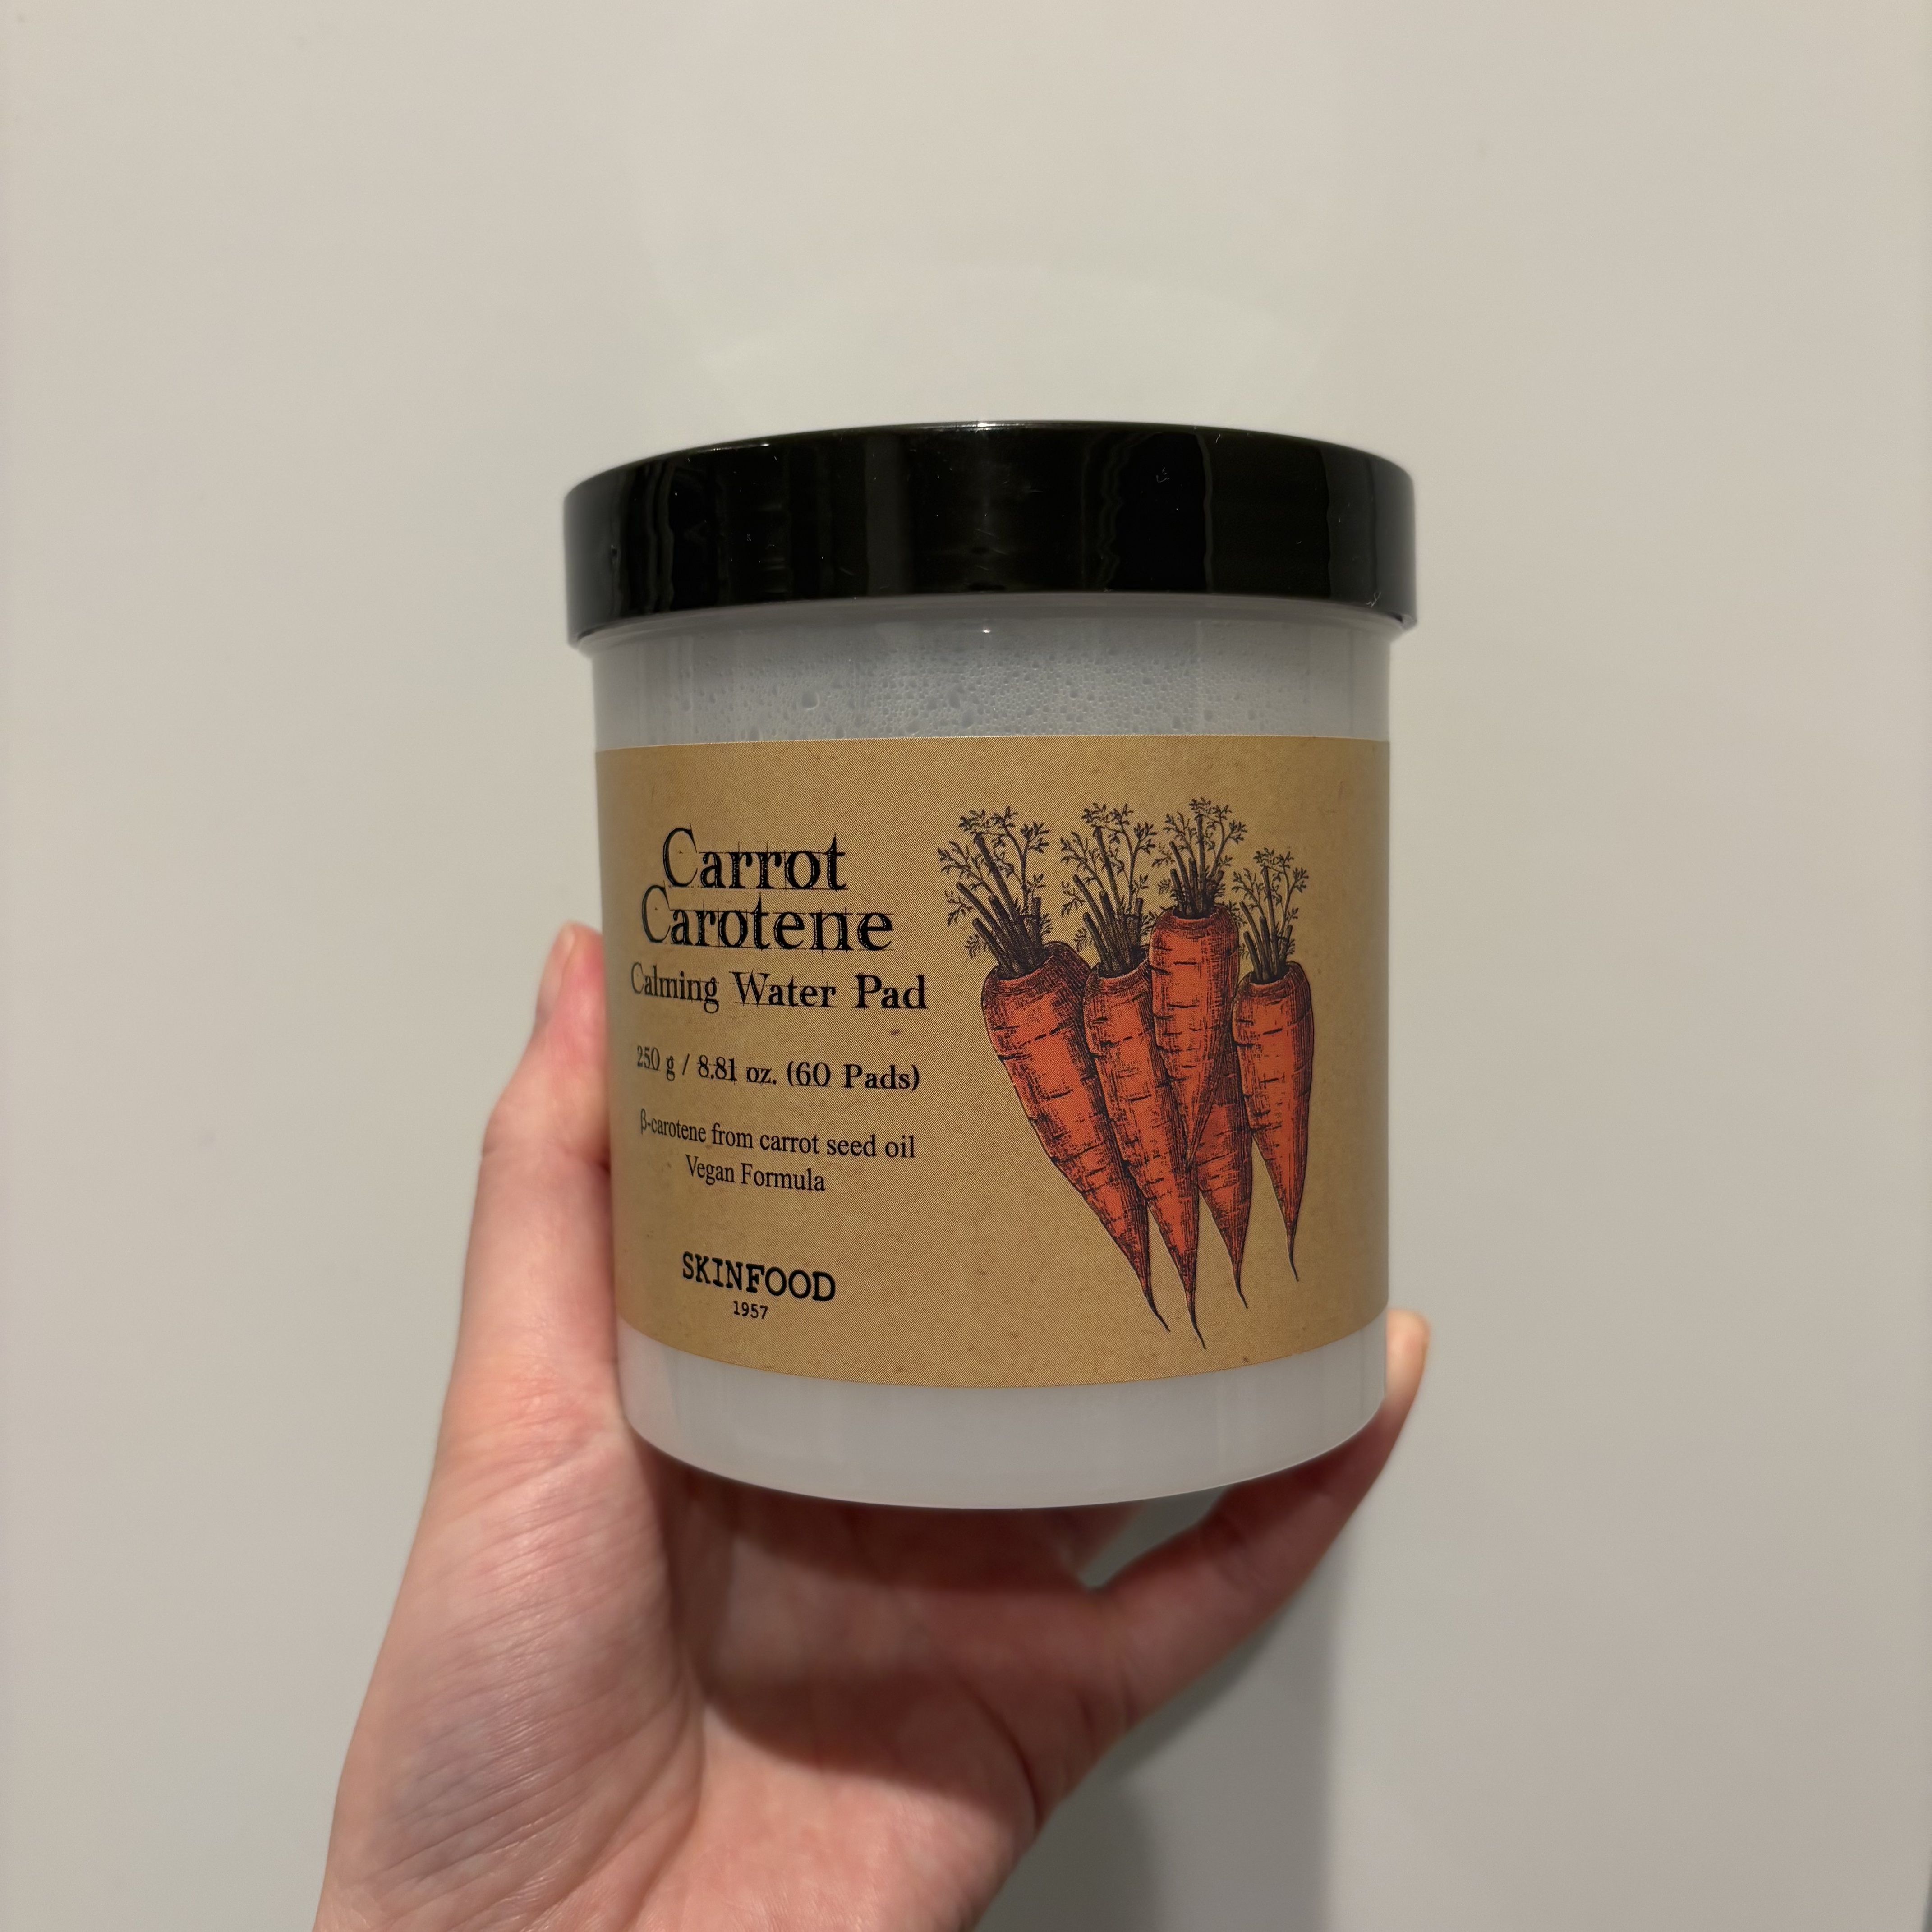 Carrot
Carotene
Calming Water Pad
250 g / 8.81 oz. (60 Pads)
β-carotene from carrot seed oil
Vegan Formula
SKINFOOD
1957